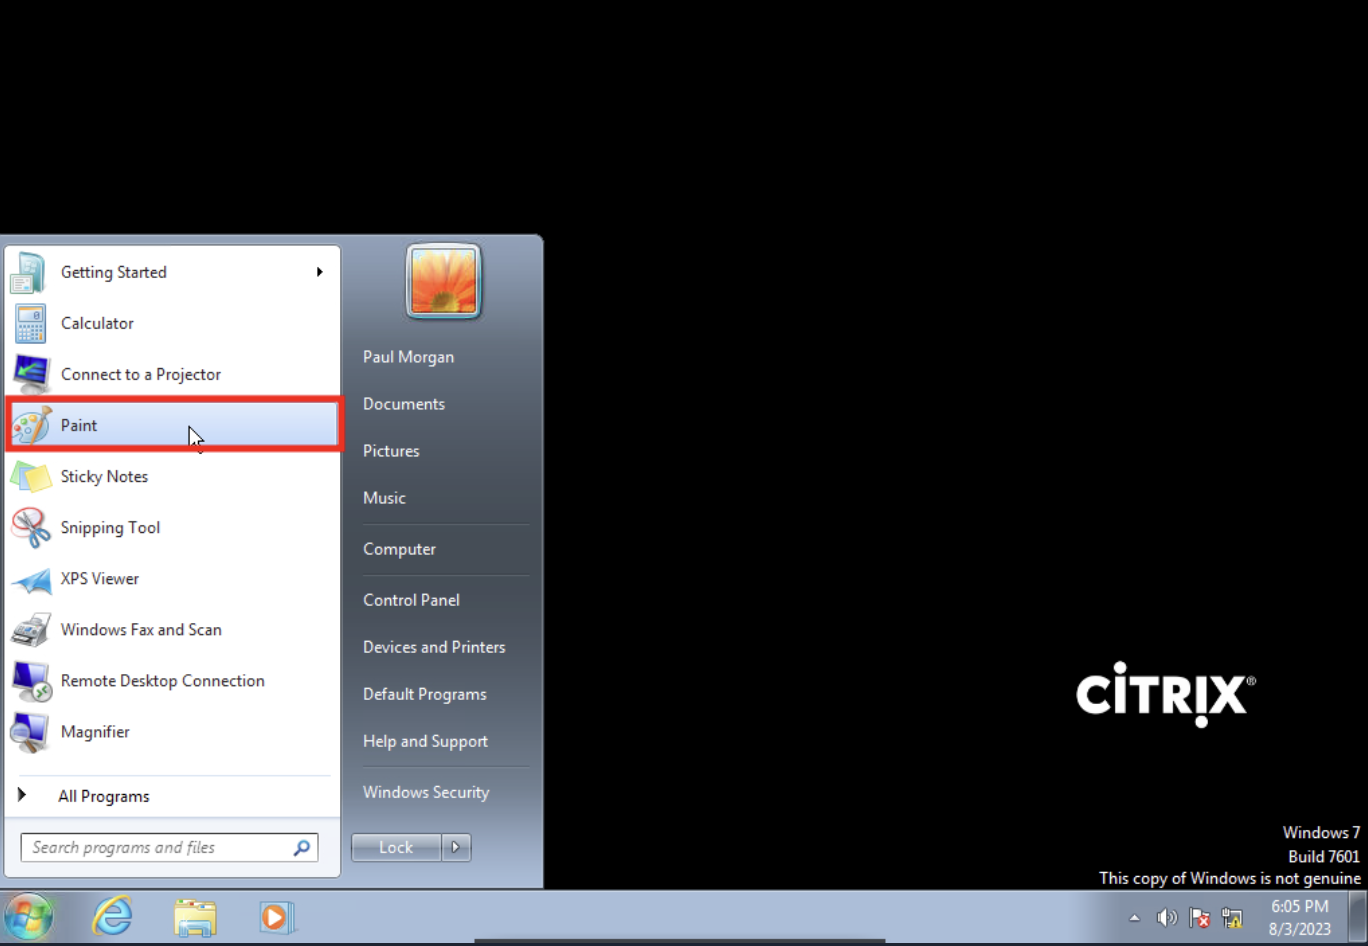 Getting Started
Calculator
Connect to a Projector
Paint
Sticky Notes
Snipping Tool
XPS Viewer
Windows Fax and Scan
Remote Desktop Connection
Magnifier
All Programs
Search programs and files
Paul Morgan
Documents
Pictures
Music
Computer
Control Panel
Devices and Printers
Default Programs
Help and Support
Windows Security
Lock
CİTRIX®
Windows 7
Build 7601
This copy of Windows is not genuine
6:05 PM
8/3/2023